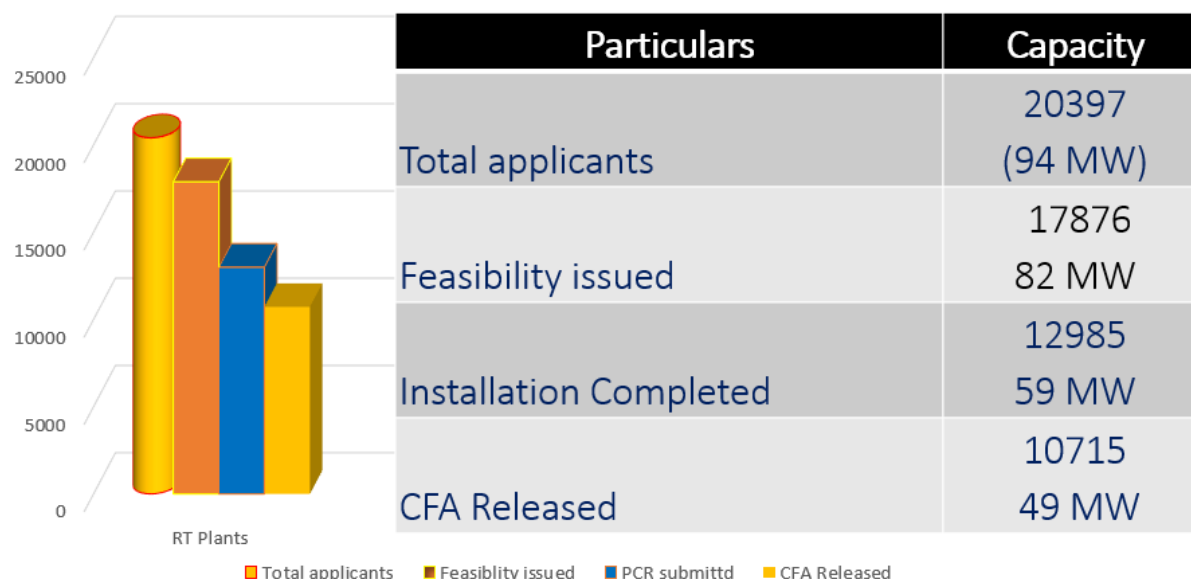 25000
20000
15000
10000
5000
0
RT Plants
Total applicants Feasiblity issued PCR submittd CFA Released
Particulars Capacity
Total applicants 20397
(94 MW)
Feasibility issued 17876
82 MW
Installation Completed 12985
59 MW
CFA Released 10715
49 MW